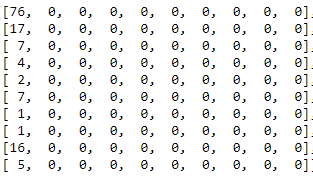 [76,  0,  0,  0,  0,  0,  0,  0,  0,  0],
[17,  0,  0,  0,  0,  0,  0,  0,  0,  0],
[ 7,  0,  0,  0,  0,  0,  0,  0,  0,  0],
[ 4,  0,  0,  0,  0,  0,  0,  0,  0,  0],
[ 2,  0,  0,  0,  0,  0,  0,  0,  0,  0],
[ 7,  0,  0,  0,  0,  0,  0,  0,  0,  0],
[ 1,  0,  0,  0,  0,  0,  0,  0,  0,  0],
[ 1,  0,  0,  0,  0,  0,  0,  0,  0,  0],
[16,  0,  0,  0,  0,  0,  0,  0,  0,  0],
[ 5,  0,  0,  0,  0,  0,  0,  0,  0,  0]]